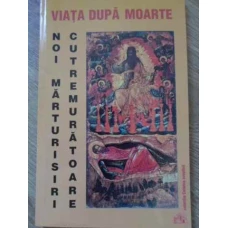 VIAȚA DUPĂ MOARTE
NOI MĂRTURISIRI
CUTREMURĂTOARE